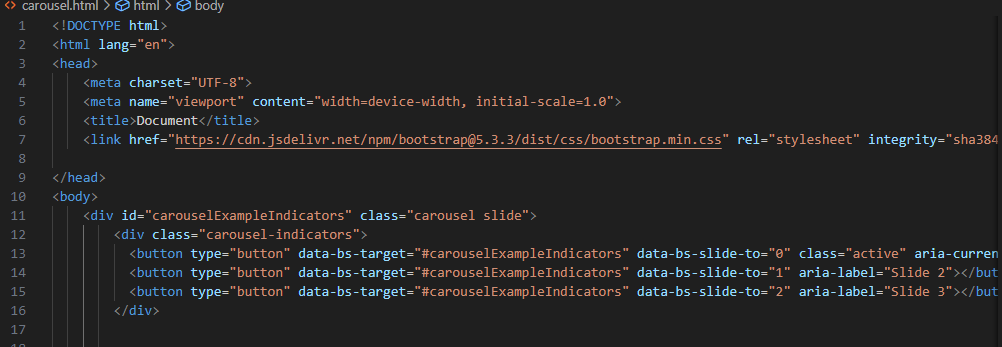 carousel.html > html > body
1 <!DOCTYPE html>
2 <html lang="en">
3 <head>
4 <meta charset="UTF-8">
5 <meta name="viewport" content="width=device-width, initial-scale=1.0">
6 <title>Document</title>
7 <link href="https://cdn.jsdelivr.net/npm/bootstrap@5.3.3/dist/css/bootstrap.min.css" rel="stylesheet" integrity="sha384
8
9 </head>
10 <body>
11 <div id="carouselExampleIndicators" class="carousel slide">
12 <div class="carousel-indicators">
13 <button type="button" data-bs-target="#carouselExampleIndicators" data-bs-slide-to="0" class="active" aria-curren
14 <button type="button" data-bs-target="#carouselExampleIndicators" data-bs-slide-to="1" aria-label="Slide 2"></but
15 <button type="button" data-bs-target="#carouselExampleIndicators" data-bs-slide-to="2" aria-label="Slide 3"></but
16 </div>
17